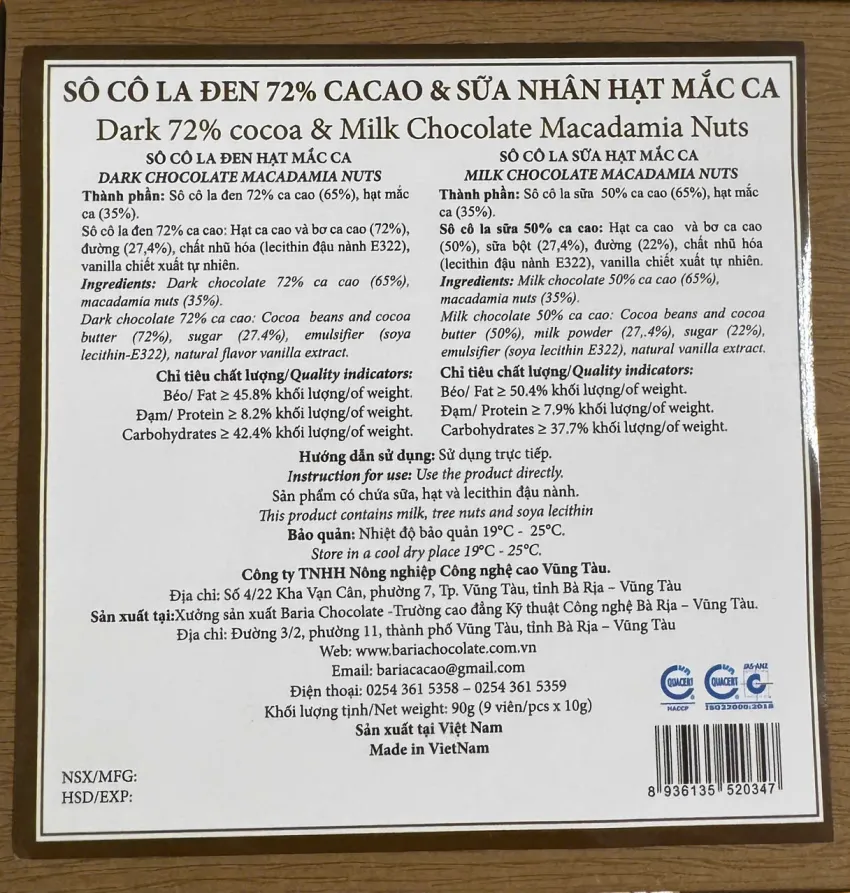 SÔ CÔ LA ĐEN 72% CACAO & SỮA NHÂN HẠT MẮC CA
Dark 72% cocoa & Milk Chocolate Macadamia Nuts
SÔ CÔ LA ĐEN HẠT MẮC CA
DARK CHOCOLATE MACADAMIA NUTS
Thành phần: Sô cô la đen 72% ca cao (65%), hạt mắc
ca (35%).
Sô cô la đen 72% ca cao: Hạt ca cao và bơ ca cao (72%),
đường (27,4%), chất nhũ hóa (lecithin đậu nành E322),
vanilla chiết xuất tự nhiên.
Ingredients: Dark chocolate 72% ca cao (65%),
macadamia nuts (35%).
Dark chocolate 72% ca cao: Cocoa beans and cocoa
butter (72%), sugar (27.4%), emulsifier (soya
lecithin-E322), natural flavor vanilla extract.
Chỉ tiêu chất lượng/Quality indicators:
Béo/ Fat ≥ 45.8% khối lượng/of weight.
Đạm/ Protein ≥ 8.2% khối lượng/of weight.
Carbohydrates ≥ 42.4% khối lượng/of weight.
SÔ CÔ LA SỮA HẠT MẮC CA
MILK CHOCOLATE MACADAMIA NUTS
Thành phần: Sô cô la sữa 50% ca cao (65%), hạt mắc
ca (35%).
Sô cô la sữa 50% ca cao: Hạt ca cao và bơ ca cao
(50%), sữa bột (27,4%), đường (22%), chất nhũ hóa
(lecithin đậu nành E322), vanilla chiết xuất tự nhiên.
Ingredients: Milk chocolate 50% ca cao (65%),
macadamia nuts (35%).
Milk chocolate 50% ca cao: Cocoa beans and cocoa
butter (50%), milk powder (27,.4%), sugar (22%),
emulsifier (soya lecithin E322), natural vanilla extract.
Chỉ tiêu chất lượng/Quality indicators:
Béo/ Fat ≥ 50.4% khối lượng/of weight.
Đạm/ Protein ≥ 7.9% khối lượng/of weight.
Carbohydrates ≥ 37.7% khối lượng/of weight.
Hướng dẫn sử dụng: Sử dụng trực tiếp.
Instruction for use: Use the product directly.
Sản phẩm có chứa sữa, hạt và lecithin đậu nành.
This product contains milk, tree nuts and soya lecithin
Bảo quản: Nhiệt độ bảo quản 19°C - 25°C.
Store in a cool dry place 19°C - 25°C.
Công ty TNHH Nông nghiệp Công nghệ cao Vũng Tàu.
Địa chỉ: Số 4/22 Kha Vạn Cân, phường 7, Tp. Vũng Tàu, tỉnh Bà Rịa – Vũng Tàu
Sản xuất tại:Xưởng sản xuất Baria Chocolate -Trường cao đẳng Kỹ thuật Công nghệ Bà Rịa – Vũng Tàu.
Địa chỉ: Đường 3/2, phường 11, thành phố Vũng Tàu, tỉnh Bà Rịa – Vũng Tàu
Web: www.bariachocolate.com.vn
Email: bariacacao@gmail.com
Điện thoại: 0254 361 5358 – 0254 361 5359
Khối lượng tịnh/Net weight: 90g (9 viên/pcs x 10g)
Sản xuất tại Việt Nam
Made in VietNam
QUACERT
HACCP
QUACERT
JAS-ANZ
ISO22000:2018
NSX/MFG:
HSD/EXP:
8 936135 520347